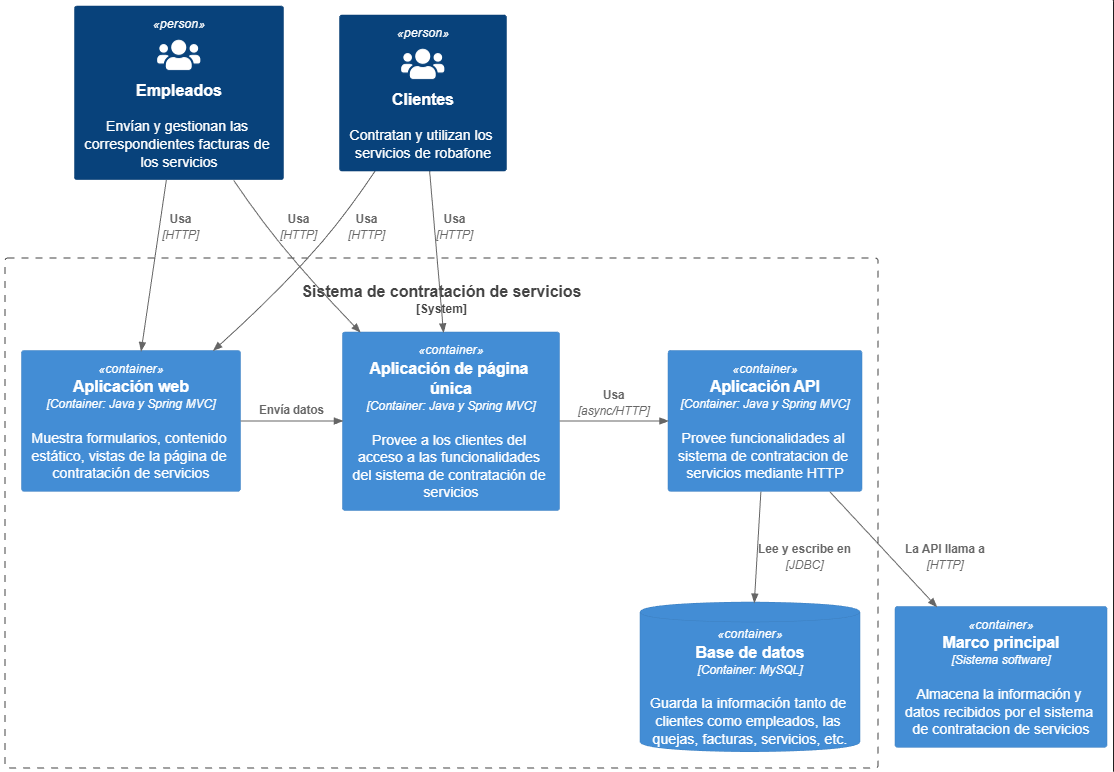 «person»
Empleados
Envían y gestionan las
correspondientes facturas de
los servicios
«person»
Clientes
Contratan y utilizan los
servicios de robafone
Usa
[HTTP]
Usa
[HTTP]
Usa
[HTTP]
Usa
[HTTP]
Sistema de contratación de servicios
[System]
«container»
Aplicación web
[Container: Java y Spring MVC]
Muestra formularios, contenido
estático, vistas de la página de
contratación de servicios
Envía datos
«container»
Aplicación de página
única
[Container: Java y Spring MVC]
Provee a los clientes del
acceso a las funcionalidades
del sistema de contratación de
servicios
Usa
[async/HTTP]
«container»
Aplicación API
[Container: Java y Spring MVC]
Provee funcionalidades al
sistema de contratacion de
servicios mediante HTTP
Lee y escribe en
[JDBC]
La API llama a
[HTTP]
«container»
Base de datos
[Container: MySQL]
Guarda la información tanto de
clientes como empleados, las
quejas, facturas, servicios, etc.
«container»
Marco principal
[Sistema software]
Almacena la información y
datos recibidos por el sistema
de contratacion de servicios